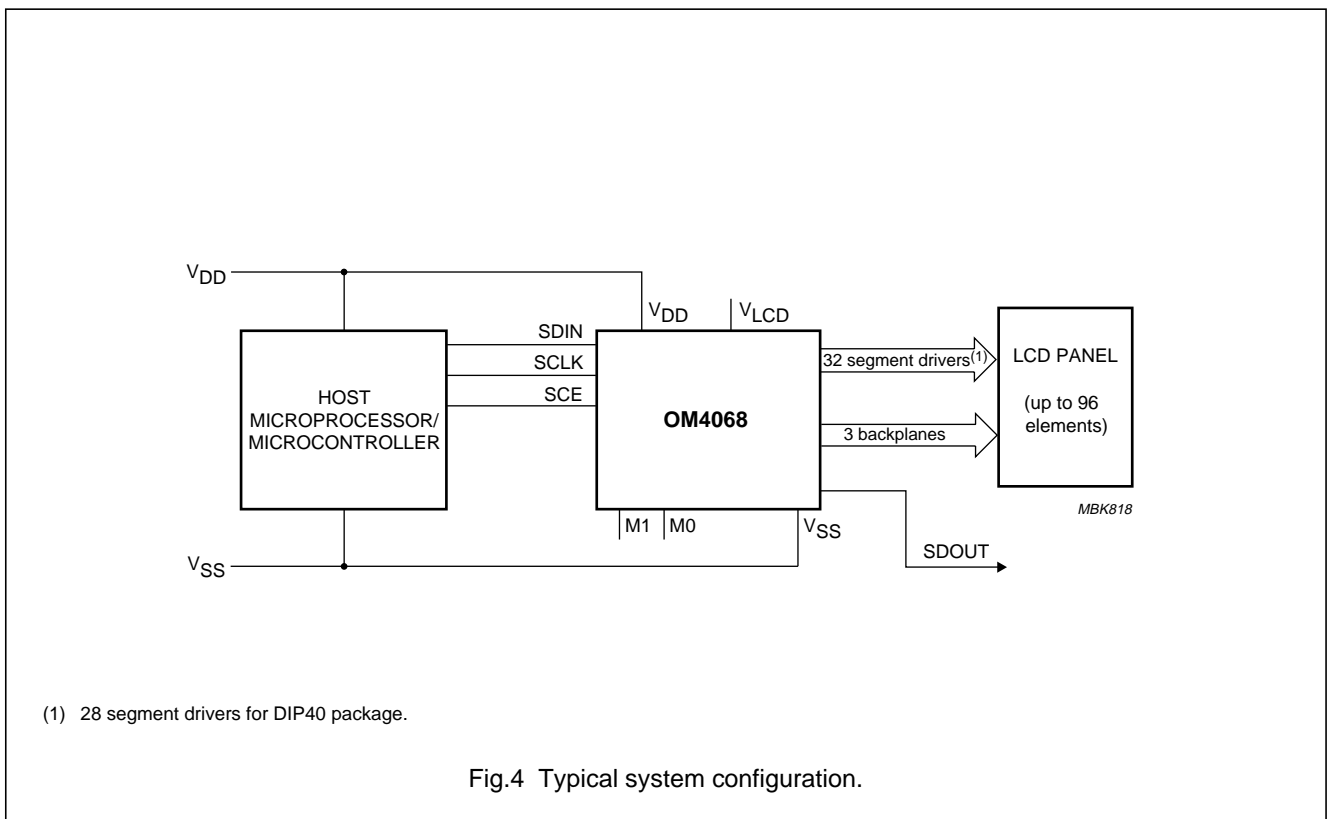 VDD
VDD
VLCD
SDIN
SCLK
SCE
HOST
MICROPROCESSOR/
MICROCONTROLLER
OM4068
32 segment drivers(1)
3 backplanes
LCD PANEL
(up to 96
elements)
MBK818
M1
M0
VSS
VSS
SDOUT
(1) 28 segment drivers for DIP40 package.
Fig.4 Typical system configuration.